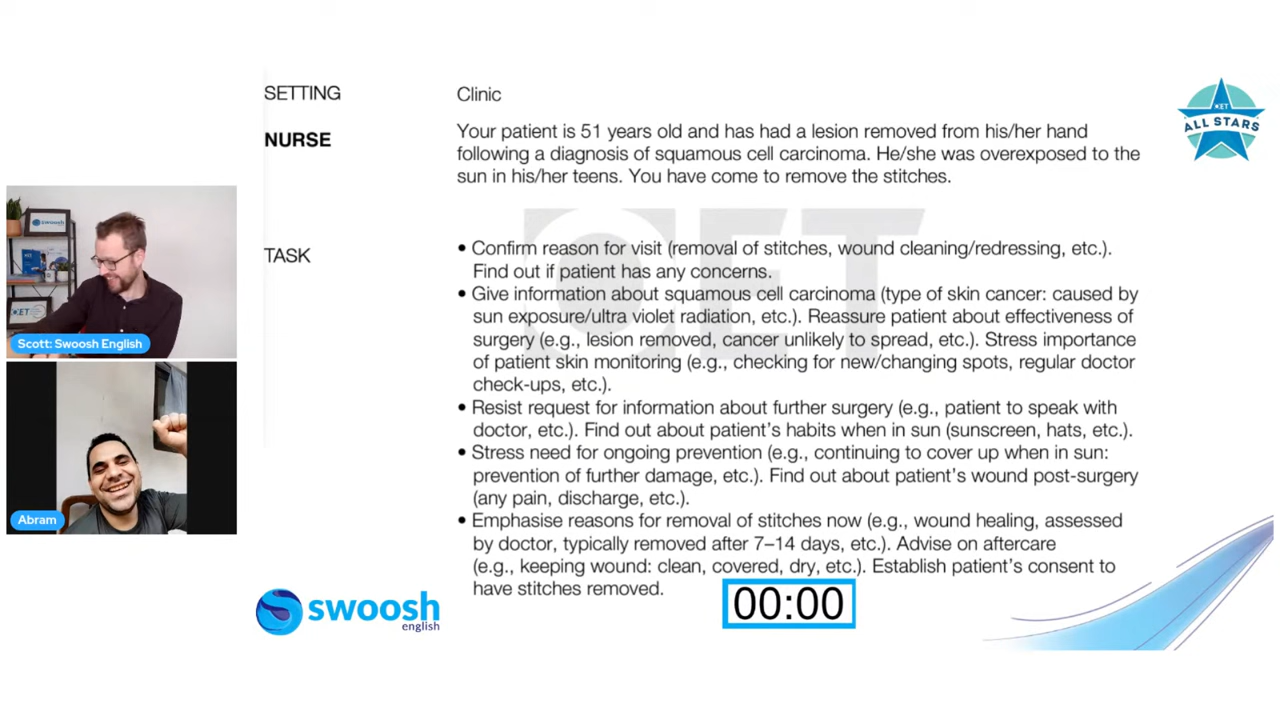 SETTING
Clinic
NURSE
Your patient is 51 years old and has had a lesion removed from his/her hand
following a diagnosis of squamous cell carcinoma. He/she was overexposed to the
sun in his/her teens. You have come to remove the stitches.
TASK
• Confirm reason for visit (removal of stitches, wound cleaning/redressing, etc.).
Find out if patient has any concerns.
• Give information about squamous cell carcinoma (type of skin cancer: caused by
sun exposure/ultra violet radiation, etc.). Reassure patient about effectiveness of
surgery (e.g., lesion removed, cancer unlikely to spread, etc.). Stress importance
of patient skin monitoring (e.g., checking for new/changing spots, regular doctor
check-ups, etc.).
• Resist request for information about further surgery (e.g., patient to speak with
doctor, etc.). Find out about patient's habits when in sun (sunscreen, hats, etc.).
• Stress need for ongoing prevention (e.g., continuing to cover up when in sun:
prevention of further damage, etc.). Find out about patient's wound post-surgery
(any pain, discharge, etc.).
• Emphasise reasons for removal of stitches now (e.g., wound healing, assessed
by doctor, typically removed after 7–14 days, etc.). Advise on aftercare
(e.g., keeping wound: clean, covered, dry, etc.). Establish patient's consent to
have stitches removed.
OET
OET
ALL STARS
swoosh
OET
Scott: Swoosh English
Abram
swoosh
english
00:00